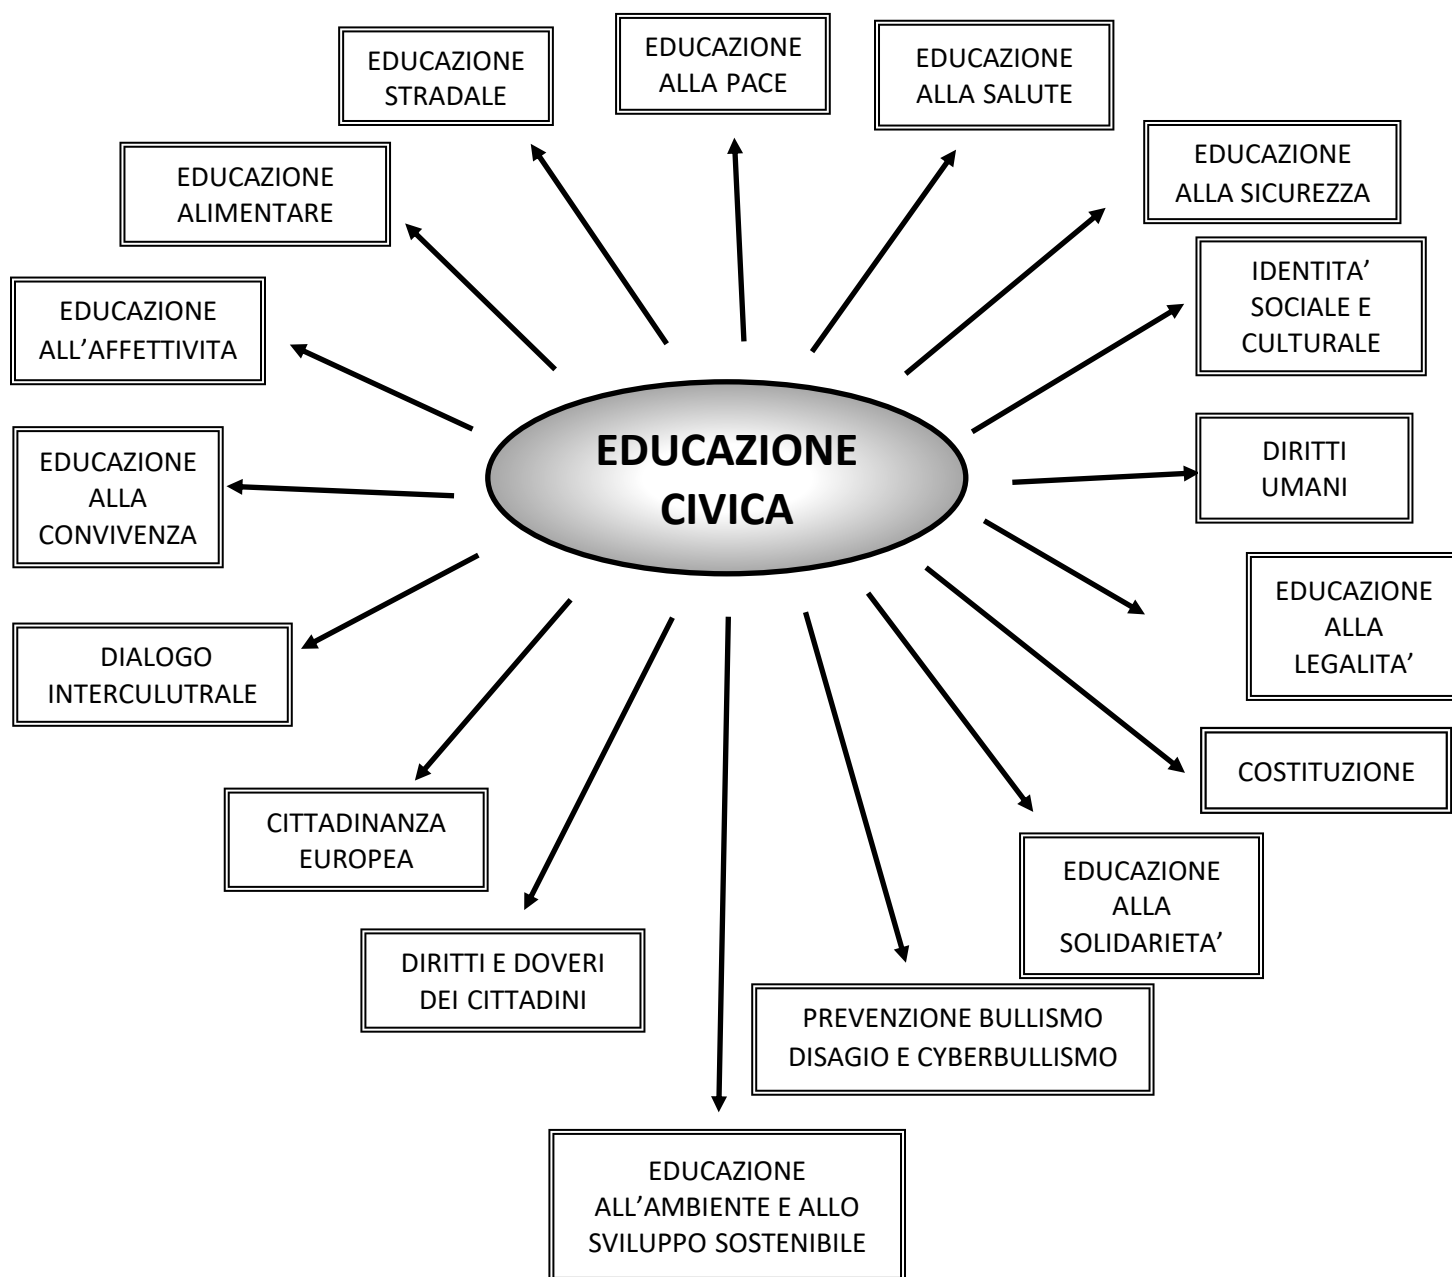 EDUCAZIONE
STRADALE
EDUCAZIONE
ALLA PACE
EDUCAZIONE
ALLA SALUTE
EDUCAZIONE
ALLA SICUREZZA
EDUCAZIONE
ALIMENTARE
IDENTITA’
SOCIALE E
CULTURALE
EDUCAZIONE
ALL’AFFETTIVITA
EDUCAZIONE
CIVICA
DIRITTI
UMANI
EDUCAZIONE
ALLA
CONVIVENZA
EDUCAZIONE
ALLA
LEGALITA’
DIALOGO
INTERCULUTRALE
COSTITUZIONE
CITTADINANZA
EUROPEA
EDUCAZIONE
ALLA
SOLIDARIETA’
DIRITTI E DOVERI
DEI CITTADINI
PREVENZIONE BULLISMO
DISAGIO E CYBERBULLISMO
EDUCAZIONE
ALL’AMBIENTE E ALLO
SVILUPPO SOSTENIBILE